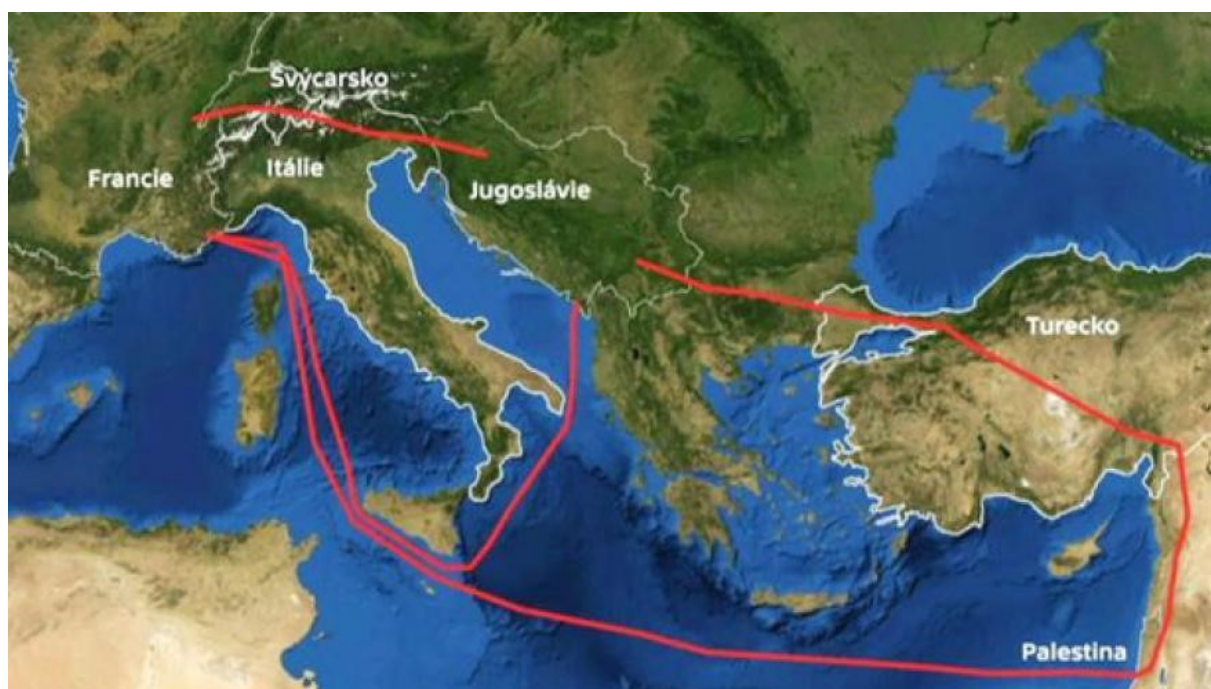 Švýcarsko
Francie
Itálie
Jugoslávie
Turecko
Palestina